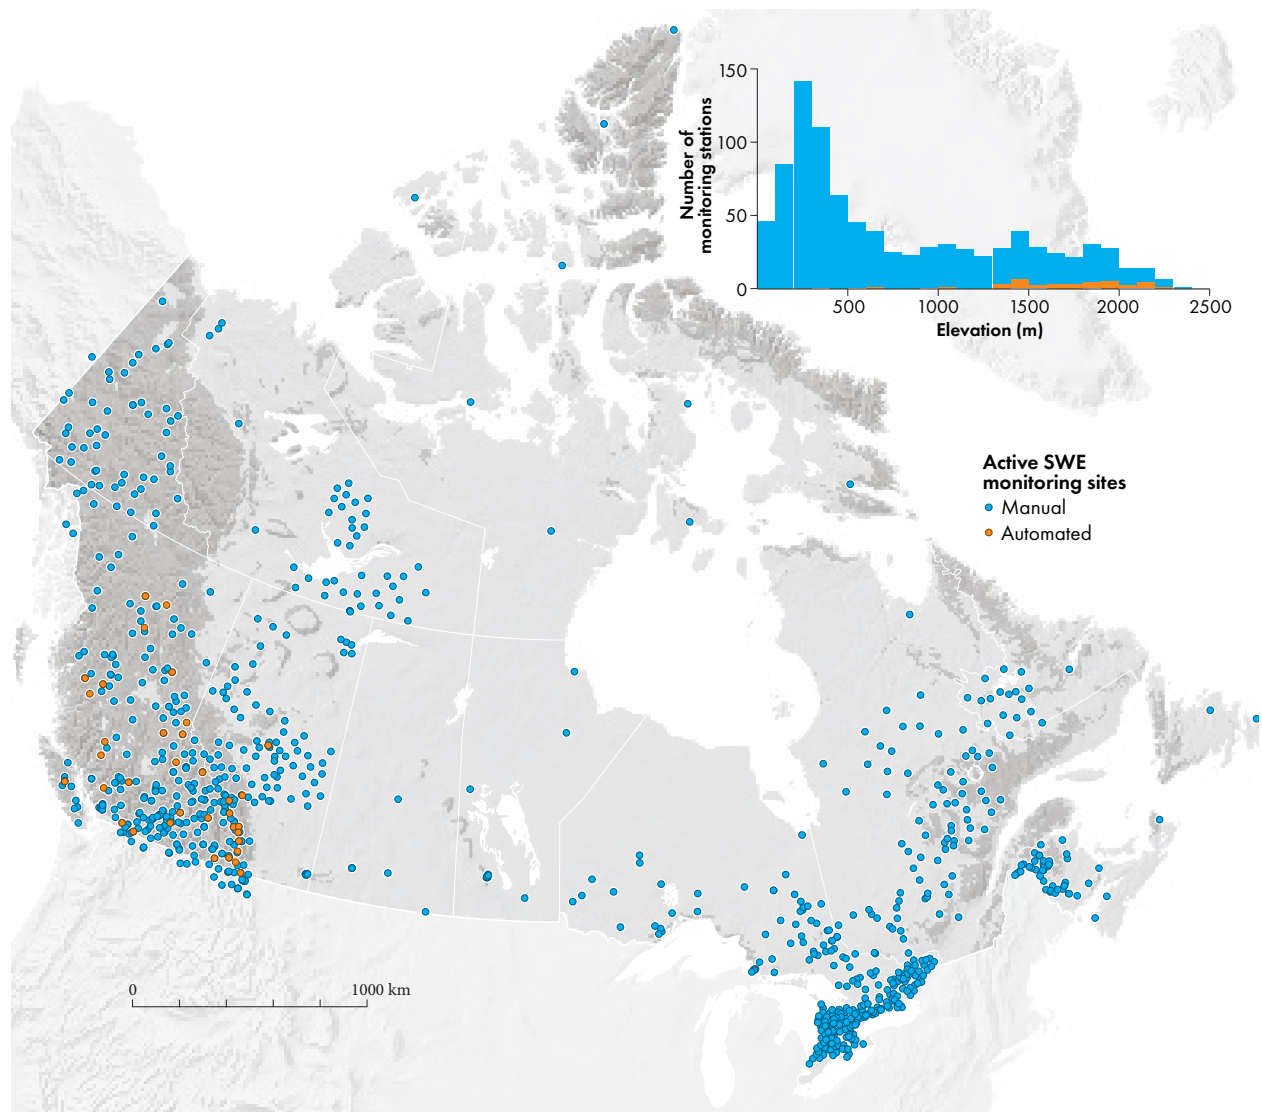 150
100
50
0
Number of
monitoring stations
500
1000
1500
2000
2500
Elevation (m)
Active SWE
monitoring sites
Manual
Automated
0
1000 km